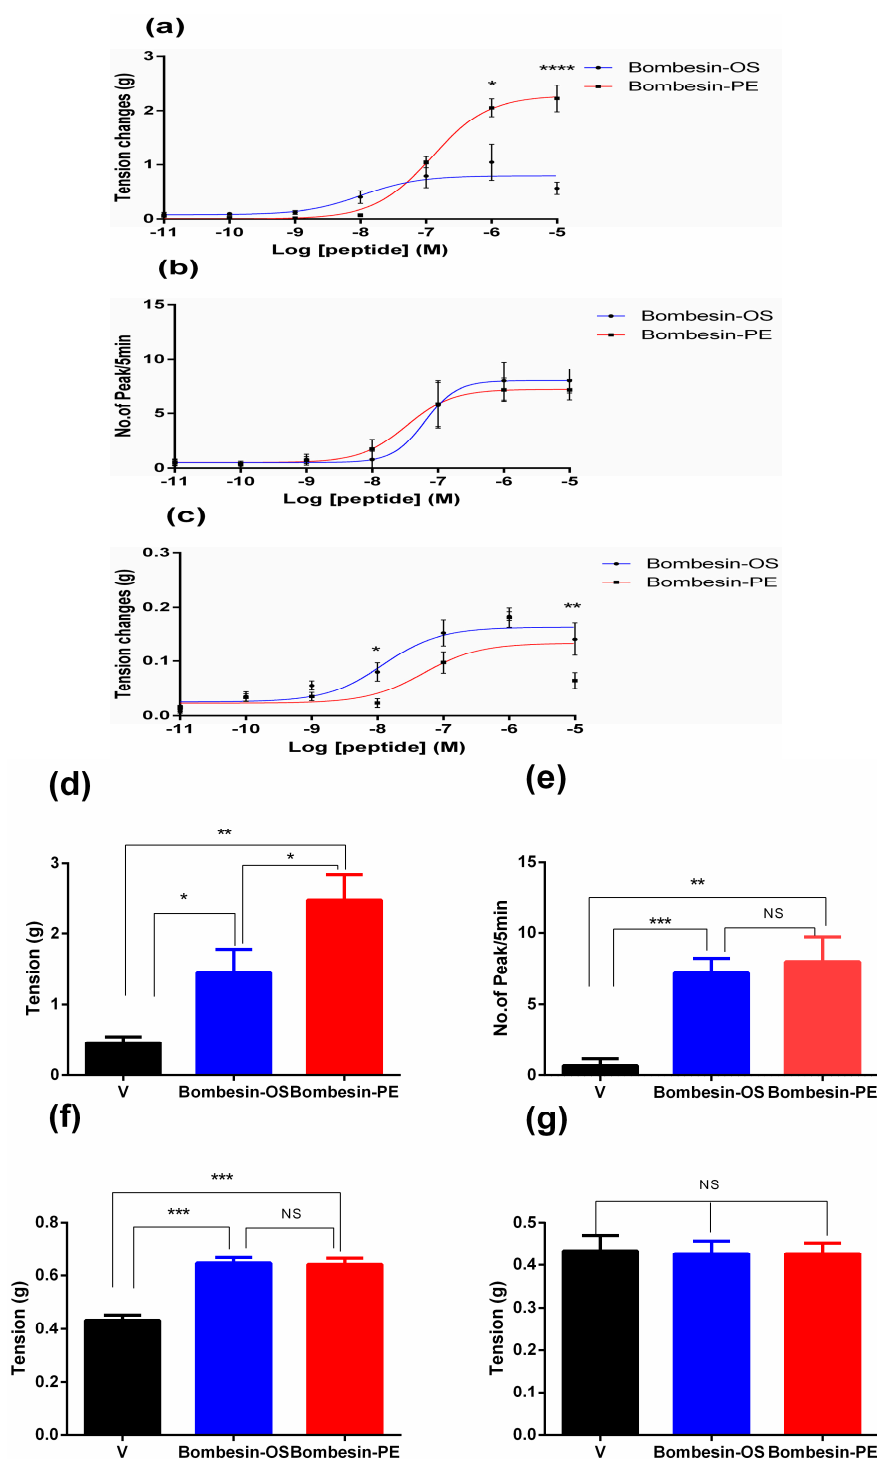 (a)
3
2
1
0
Tension changes (g)
*
****
Bombesin-OS
Bombesin-PE
-11 -10 -9 -8 -7 -6 -5
Log [peptide] (M)
(b)
15
10
5
0
No.of Peak/5min
Bombesin-OS
Bombesin-PE
-11 -10 -9 -8 -7 -6 -5
Log [peptide] (M)
(c)
0.3
0.2
0.1
0.0
Tension changes (g)
*
**
Bombesin-OS
Bombesin-PE
-11 -10 -9 -8 -7 -6 -5
Log [peptide] (M)
(d)
**
*
*
3
2
1
0
Tension (g)
V Bombesin-OS Bombesin-PE
(e)
15
10
5
0
No.of Peak/5min
**
***
NS
V Bombesin-OS Bombesin-PE
(f)
***
***
NS
0.8
0.6
0.4
0.2
0.0
Tension (g)
V Bombesin-OS Bombesin-PE
(g)
NS
0.5
0.4
0.3
0.2
0.1
0.0
Tension (g)
V Bombesin-OS Bombesin-PE